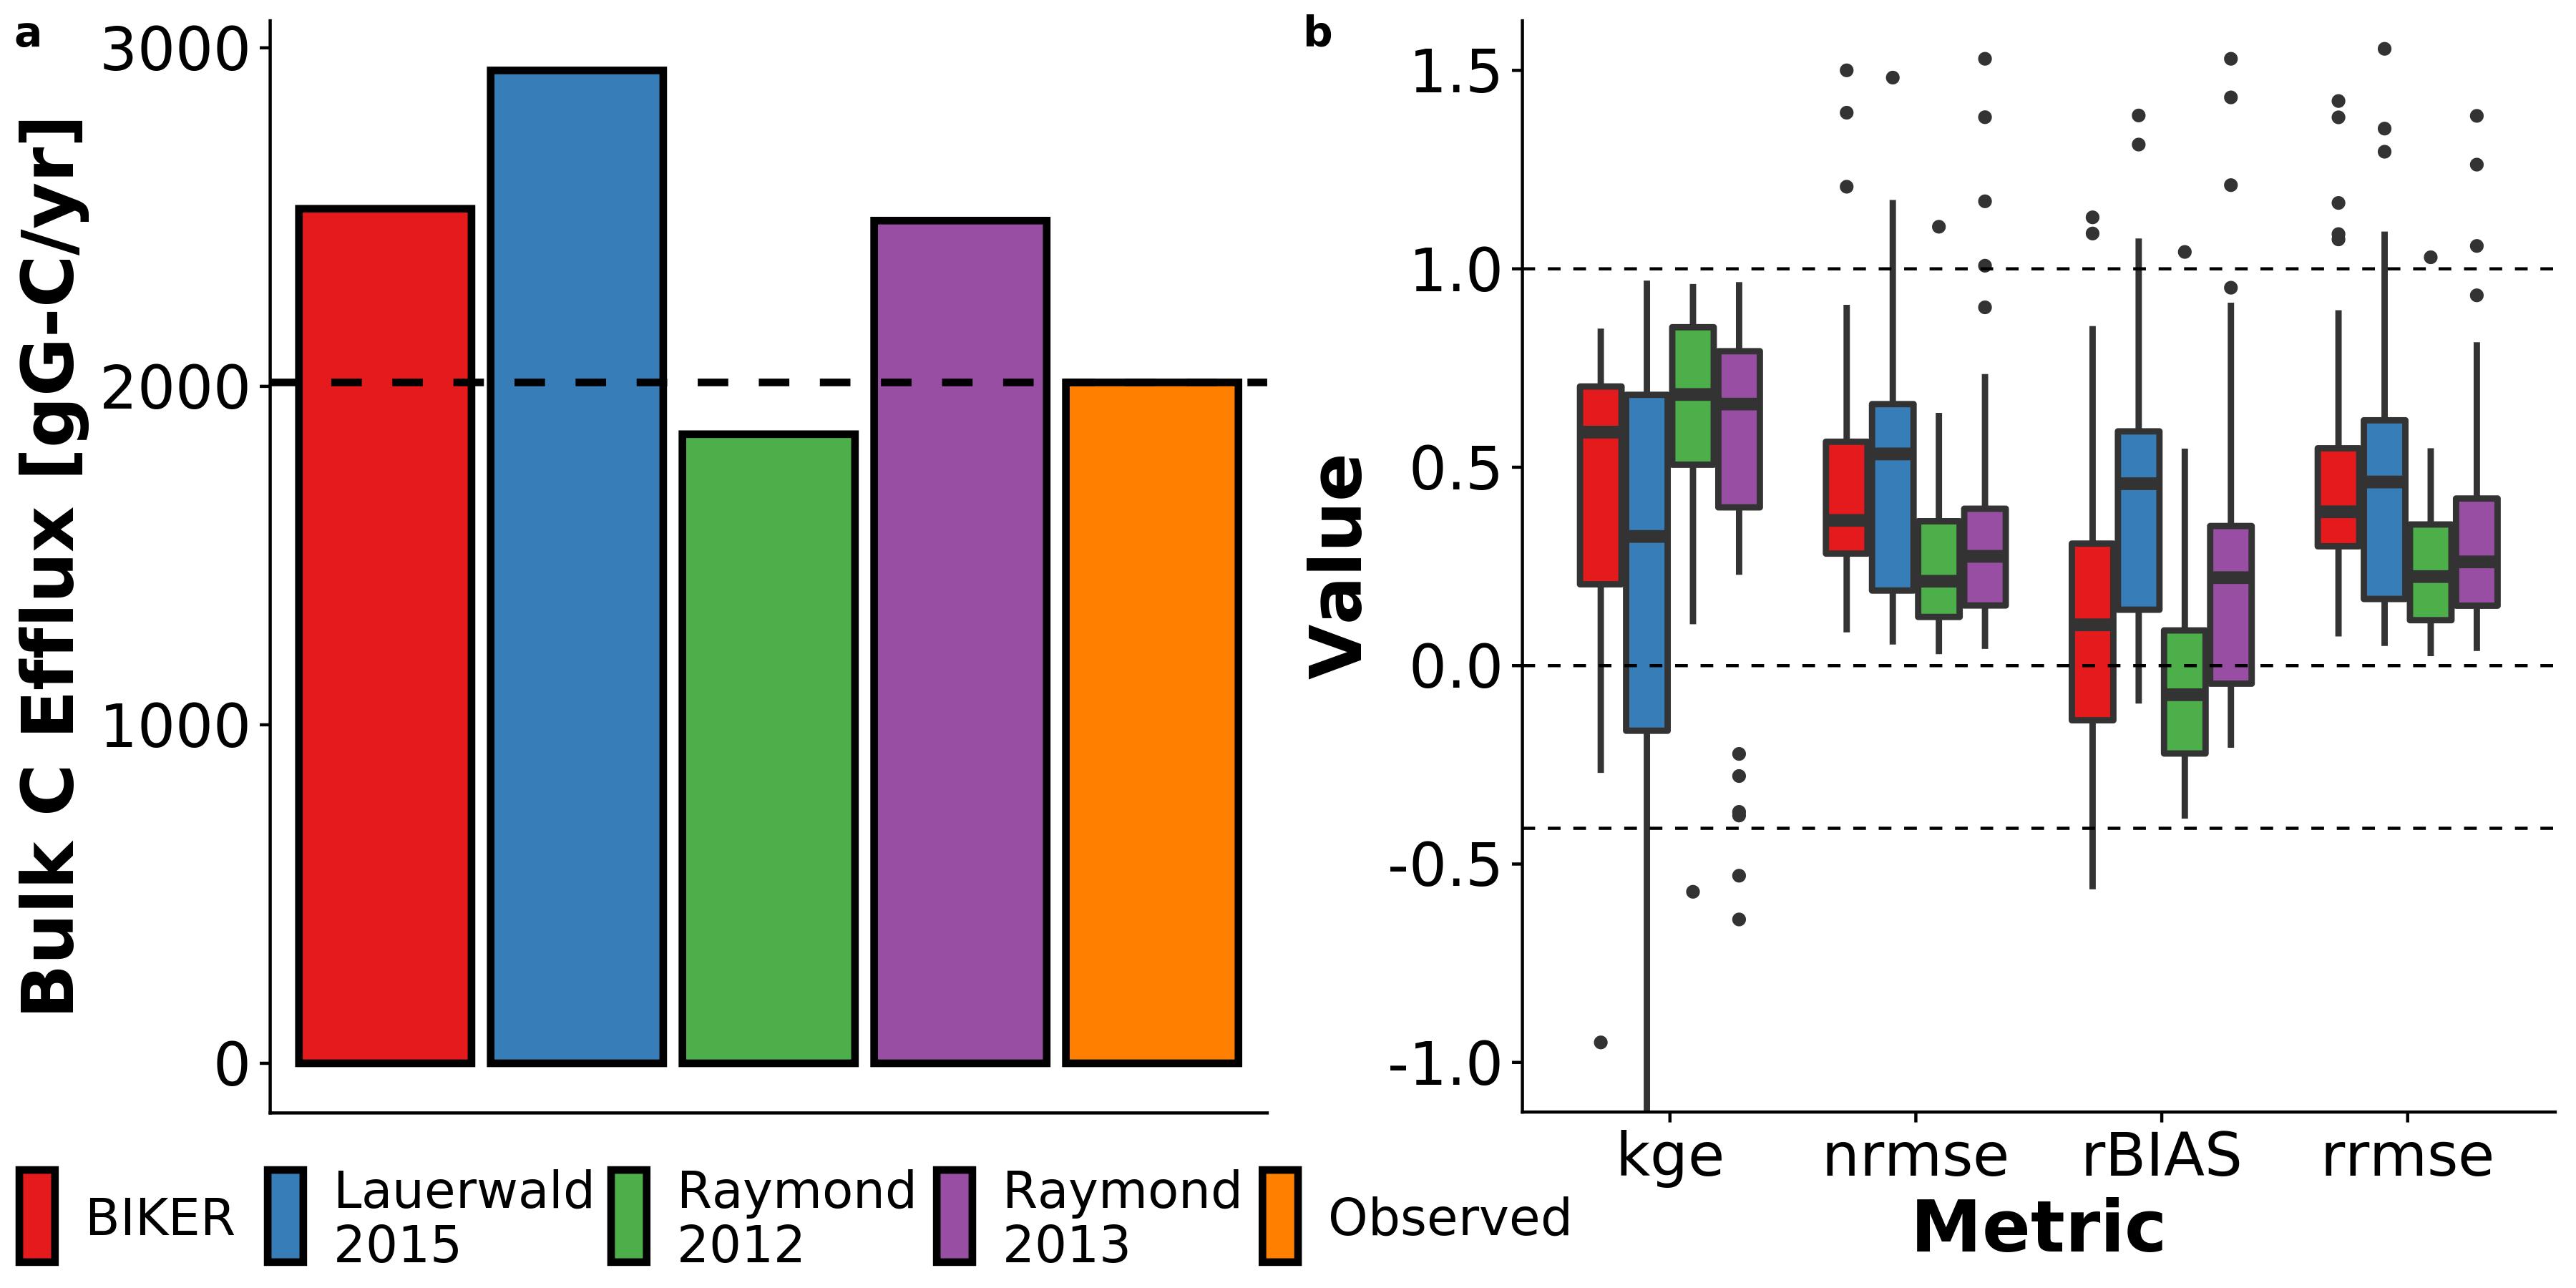 a
Bulk C Efflux [gG-C/yr]
3000
2000
1000
0
b
Value
1.5
1.0
0.5
0.0
-0.5
-1.0
kge nrmse rBIAS rrmse
Metric
BIKER
Lauerwald
2015
Raymond
2012
Raymond
2013
Observed